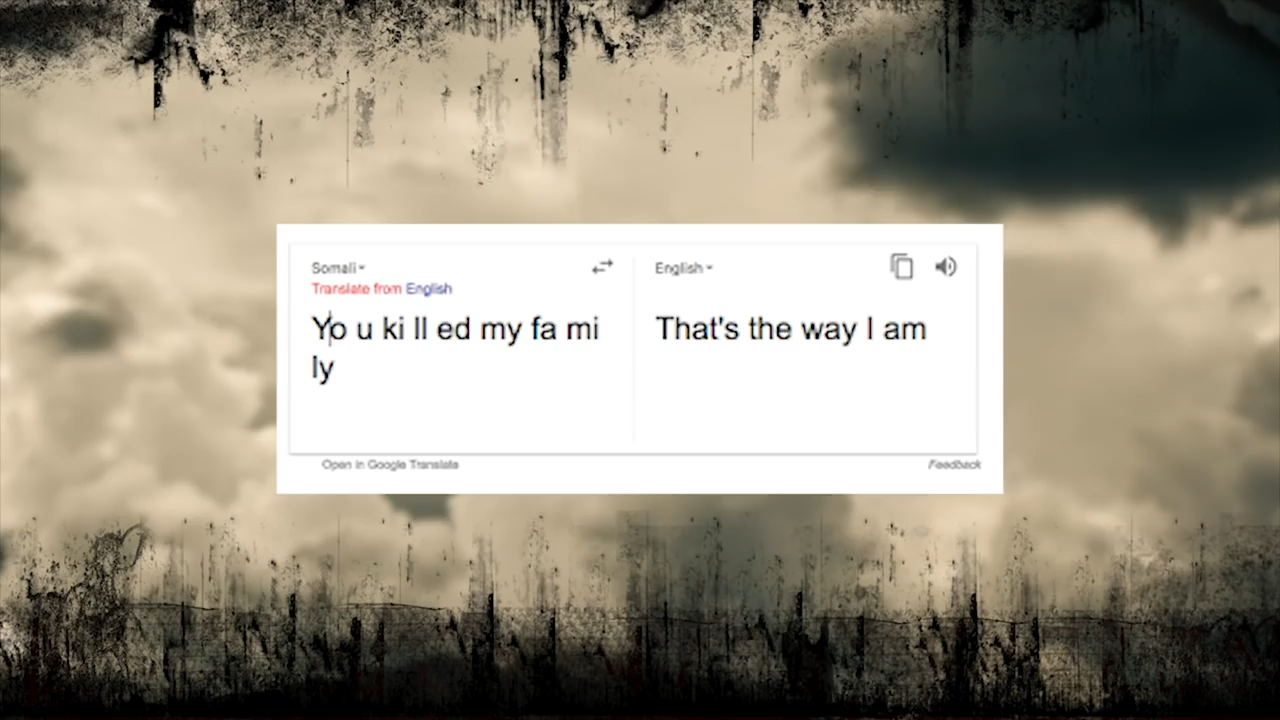 Somali
English
Translate from English
Yo u ki ll ed my fa mi
ly
That's the way I am
Open in Google Translate
Feedback